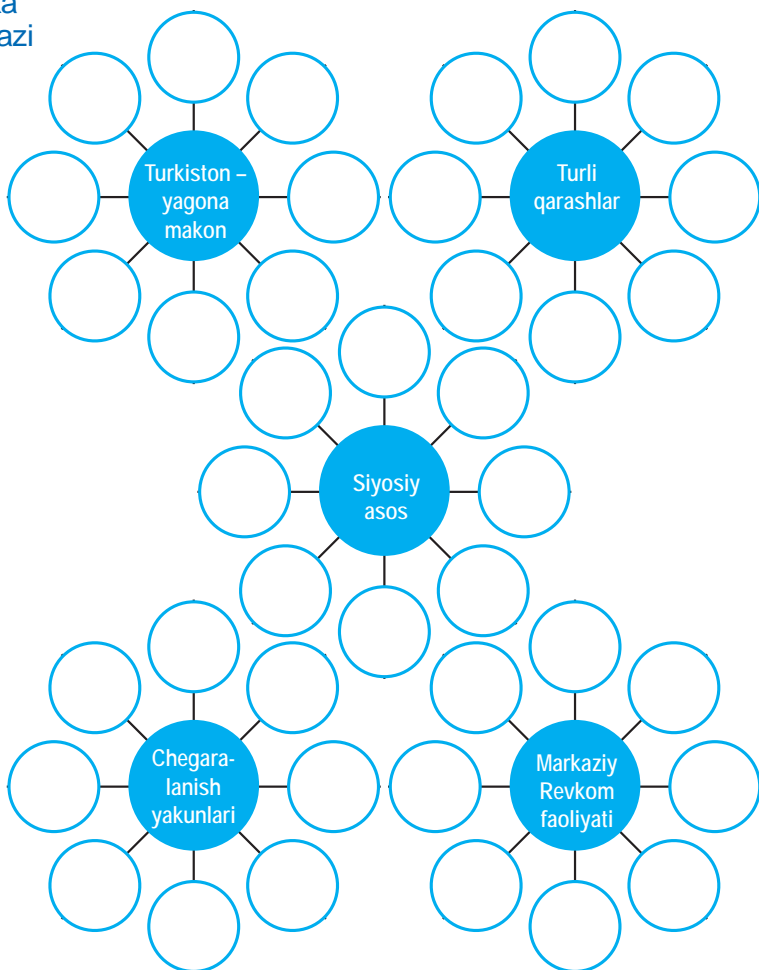 azi
Turkiston –
yagona
makon
Turli
qarashlar
Siyosiy
asos
Chegara-
lanish
yakunlari
Markaziy
Revkom
faoliyati